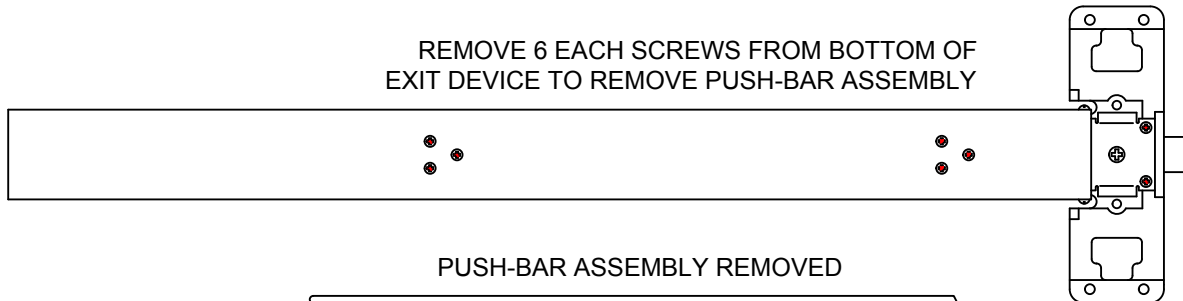 REMOVE 6 EACH SCREWS FROM BOTTOM OF
EXIT DEVICE TO REMOVE PUSH-BAR ASSEMBLY
PUSH-BAR ASSEMBLY REMOVED